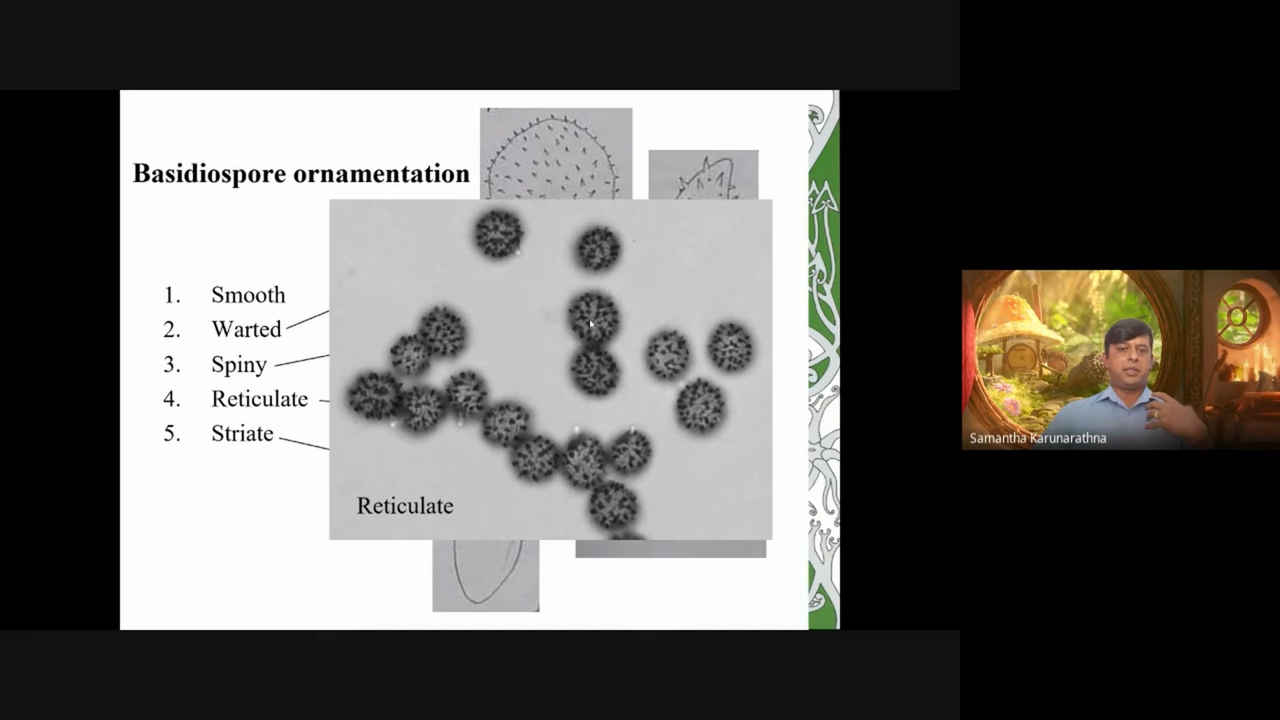 Basidiospore ornamentation
1. Smooth
2. Warted
3. Spiny
4. Reticulate
5. Striate
Reticulate
Samantha Karunarathna